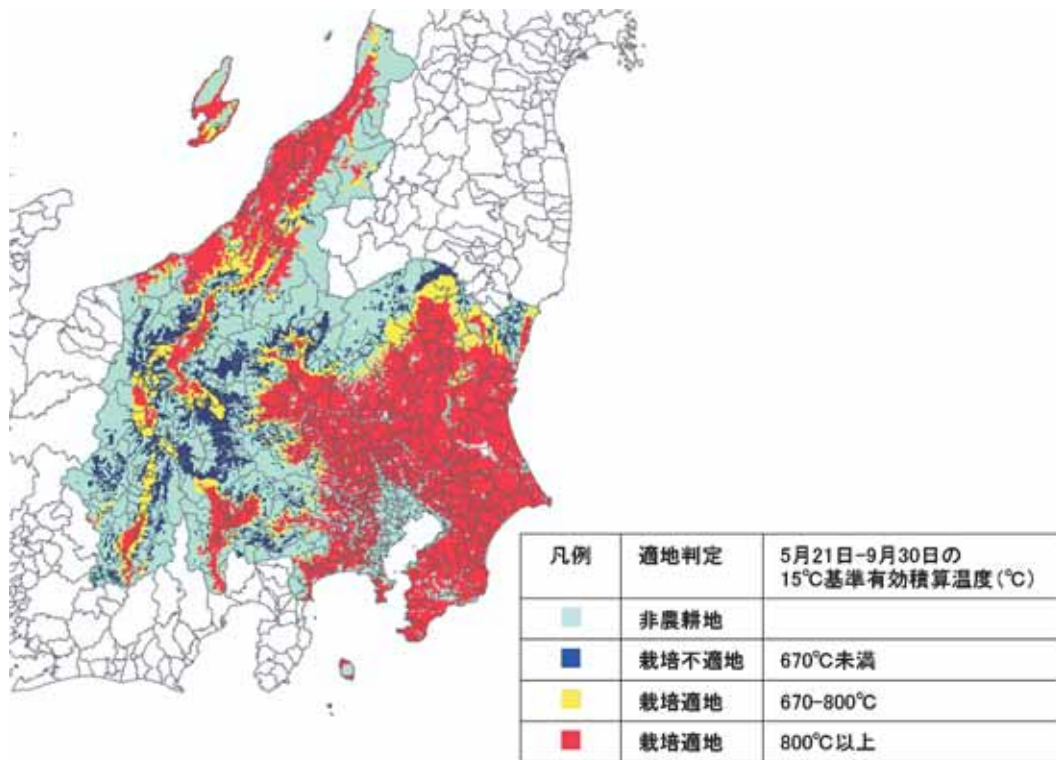 凡例 適地判定 5月21日-9月30日の
15℃基準有効積算温度(℃)
非農耕地
栽培不適地 670℃未満
栽培適地 670-800℃
栽培適地 800℃以上